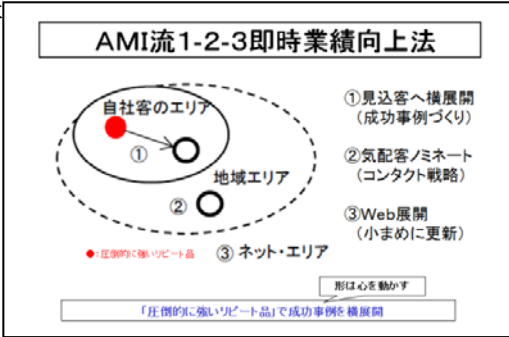 AMI流1-2-3即時業績向上法
自社客のエリア
①
地域エリア
②
③ ネット・エリア
●:圧倒的に強いリピート品
①見込客へ横展開
(成功事例づくり)
②気配客ノミネート
(コンタクト戦略)
③Web展開
(小まめに更新)
形は心を動かす
「圧倒的に強いリピート品」で成功事例を横展開